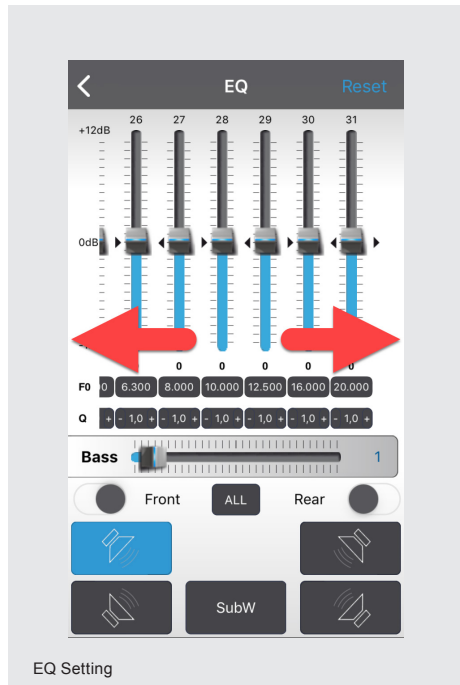 EQ Reset
26 27 28 29 30 31
+12dB
0dB
0 0 0 0
F0 0 6.300 8.000 10.000 12.500 16.000 20.000
Q + - 1,0 + - 1,0 + - 1,0 + - 1,0 + - 1,0 + - 1,0 +
Bass 1
Front ALL Rear
SubW
EQ Setting